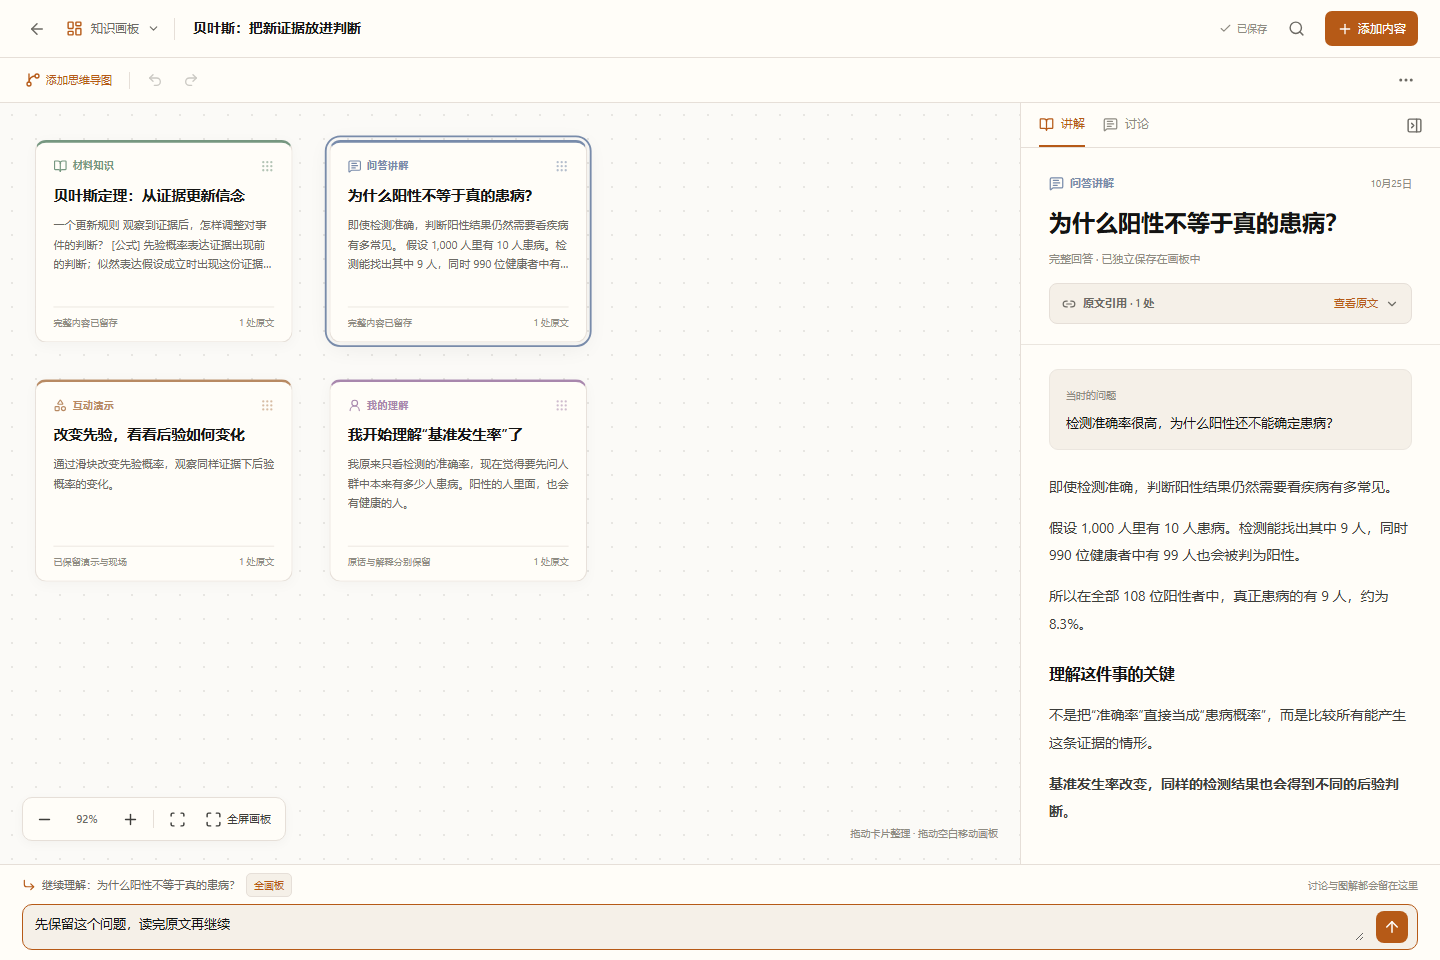 知识画板
贝叶斯：把新证据放进判断
已保存
添加内容
添加思维导图
材料知识
贝叶斯定理：从证据更新信念
一个更新规则 观察到证据后，怎样调整对事
件的判断？ [公式] 先验概率表达证据出现前
的判断；似然表达假设成立时出现这份证据...
完整内容已留存
1 处原文
问答讲解
为什么阳性不等于真的患病？
即使检测准确，判断阳性结果仍然需要看疾病
有多常见。 假设 1,000 人里有 10 人患病。检
测能找出其中 9 人，同时 990 位健康者中有...
完整内容已留存
1 处原文
互动演示
改变先验，看看后验如何变化
通过滑块改变先验概率，观察同样证据下后验
概率的变化。
已保留演示与现场
1 处原文
我的理解
我开始理解“基准发生率”了
我原来只看检测的准确率，现在觉得要先问人
群中本来有多少人患病。阳性的人里面，也会
有健康的人。
原话与解释分别保留
1 处原文
92%
全屏画板
拖动卡片整理 · 拖动空白移动画板
讲解
讨论
问答讲解
10月25日
为什么阳性不等于真的患病？
完整回答 · 已独立保存在画板中
原文引用 · 1 处
查看原文
当时的问题
检测准确率很高，为什么阳性还不能确定患病？
即使检测准确，判断阳性结果仍然需要看疾病有多常见。
假设 1,000 人里有 10 人患病。检测能找出其中 9 人，同时
990 位健康者中有 99 人也会被判为阳性。
所以在全部 108 位阳性者中，真正患病的有 9 人，约为
8.3%。
理解这件事的关键
不是把“准确率”直接当成“患病概率”，而是比较所有能产生
这条证据的情形。
基准发生率改变，同样的检测结果也会得到不同的后验判
断。
继续理解：为什么阳性不等于真的患病？
全画板
讨论与图解都会留在这里
先保留这个问题，读完原文再继续